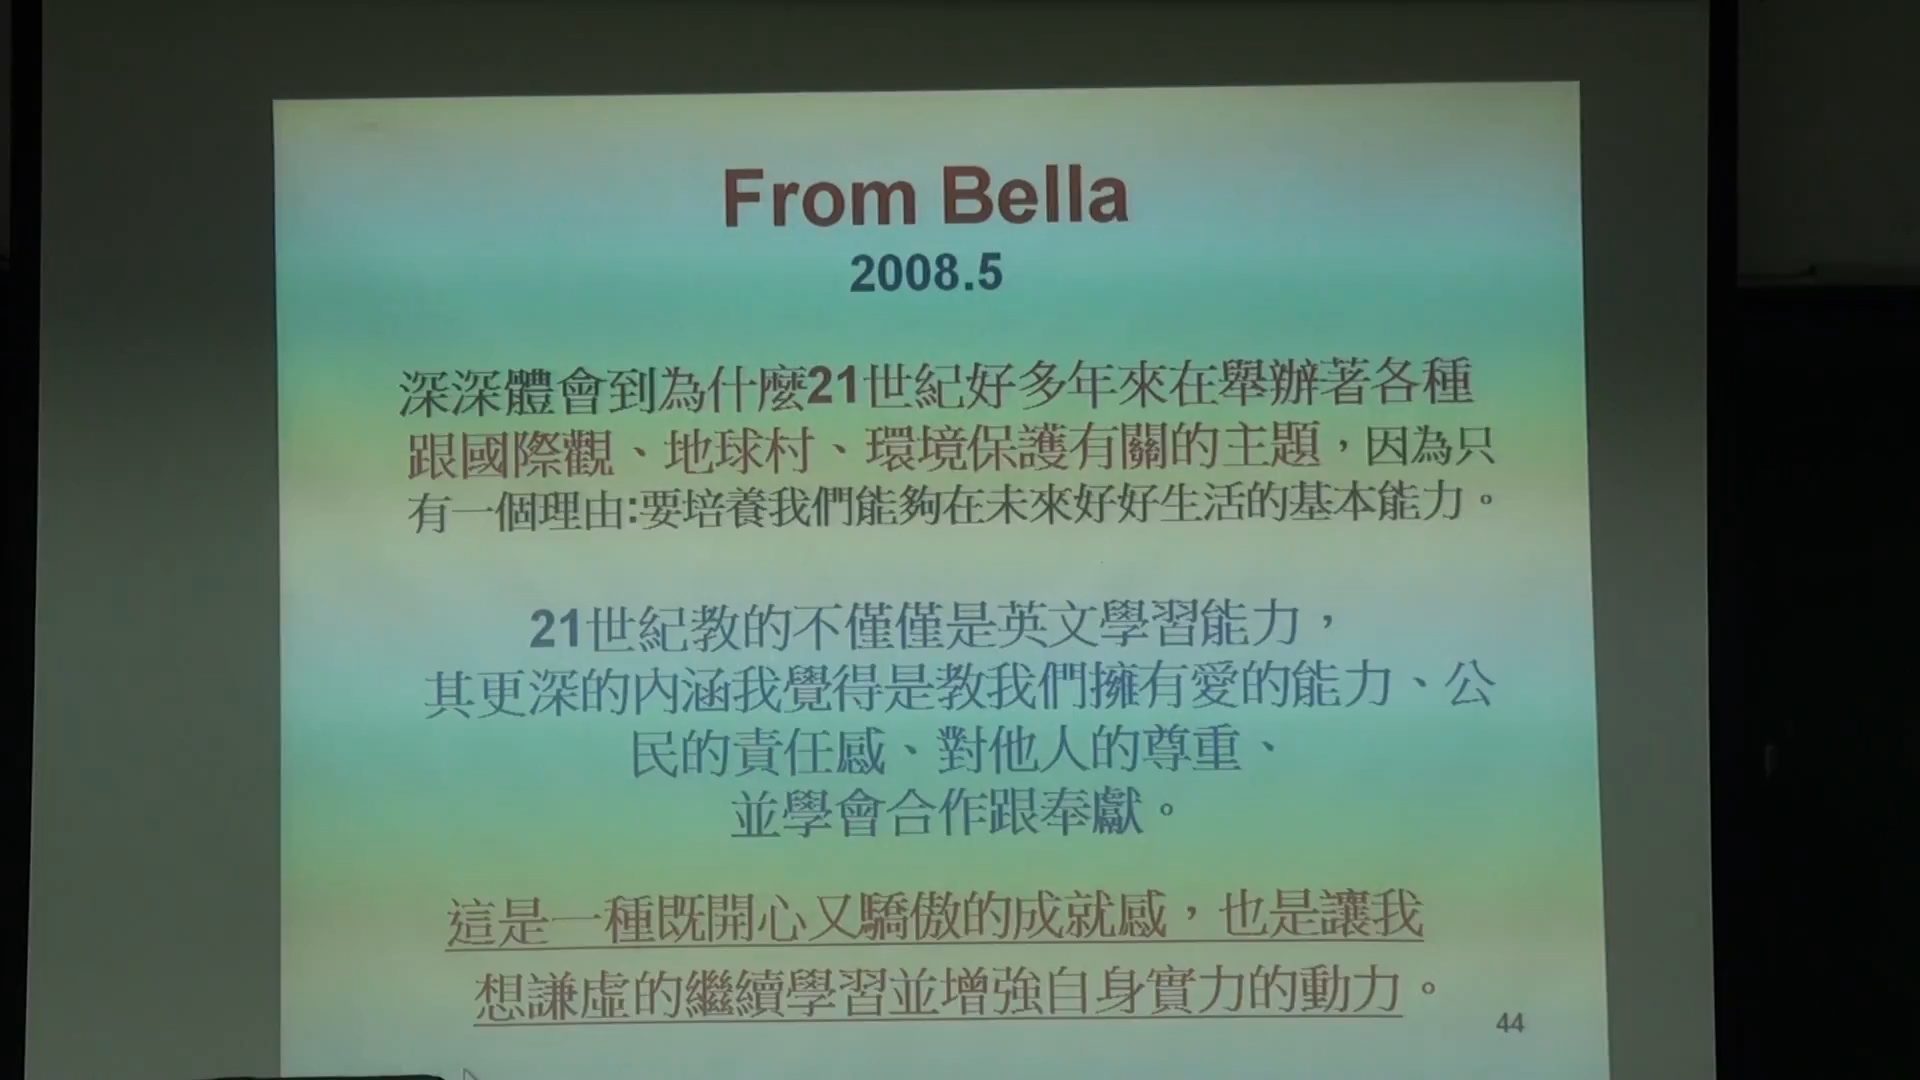 From Bella
2008.5
深深體會到為什麼21世紀好多年來在舉辦著各種
跟國際觀、地球村、環境保護有關的主題，因為只
有一個理由:要培養我們能夠在未來好好生活的基本能力。
21世紀教的不僅僅是英文學習能力，
其更深的內涵我覺得是教我們擁有愛的能力、公
民的責任感、對他人的尊重、
並學會合作跟奉獻。
這是一種既開心又驕傲的成就感，也是讓我
想謙虛的繼續學習並增強自身實力的動力。
44